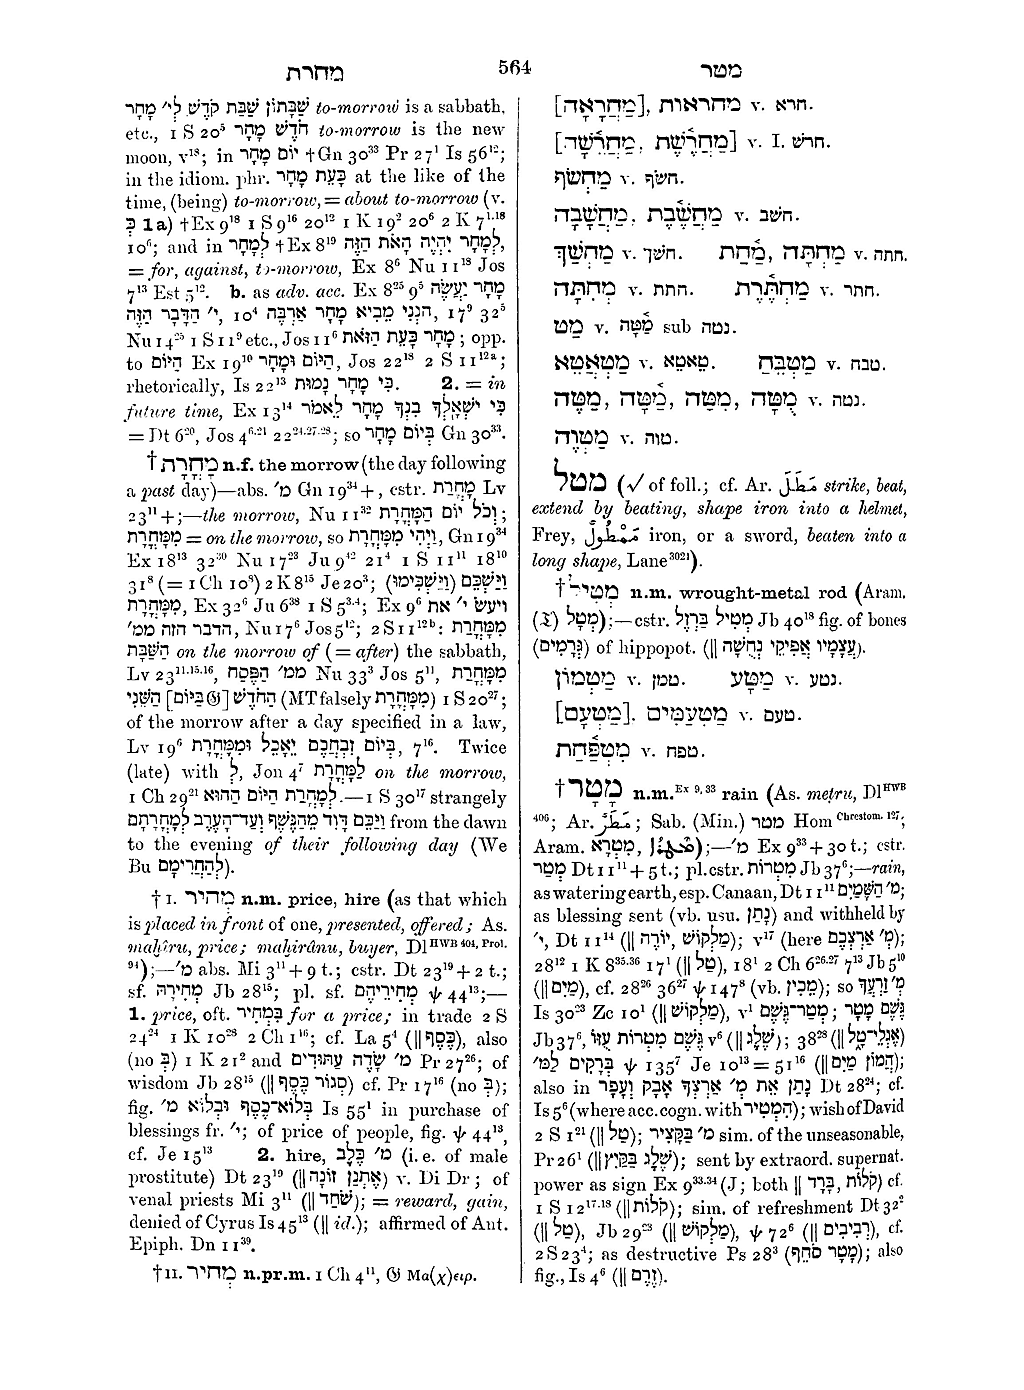 מחרת 564 מטר
שַׁבָּתוֹן שַׁבַּת קֹדֶשׁ לַי׳ מָחָר to-morrow is a sabbath,
etc., 1 S 20⁵ חֹדֶשׁ מָחָר to-morrow is the new
moon, v¹⁸; in יוֹם מָחָר †Gn 30³³ Pr 27¹ Is 56¹²;
in the idiom. phr. כָּעֵת מָחָר at the like of the
time, (being) to-morrow, = about to-morrow (v.
כְּ 1a) †Ex 9¹⁸ 1 S 9¹⁶ 20¹² 1 K 19² 20⁶ 2 K 7¹·¹⁸
10⁶; and in לְמָחָר †Ex 8¹⁹ לְמָחָר יִהְיֶה הָאֹת הַזֶּה,
= for, against, to-morrow, Ex 8⁶ Nu 11¹⁸ Jos
7¹³ Est 5¹². b. as adv. acc. Ex 8²⁵ 9⁵ מָחָר יַעֲשֶׂה
י׳ הַדָּבָר הַזֶּה, 10⁴ הִנְנִי מֵבִיא מָחָר אַרְבֶּה, 17⁹ 32⁵
Nu 14²⁵ 1 S 11⁹ etc., Jos 11⁶ מָחָר כָּעֵת הַזֹּאת; opp.
to הַיּוֹם Ex 19¹⁰ הַיּוֹם וּמָחָר, Jos 22¹⁸ 2 S 11¹²ᵃ;
rhetorically, Is 22¹³ כִּי מָחָר נָמוּת. 2. = in
future time, Ex 13¹⁴ כִּי יִשְׁאָלְךָ בִנְךָ מָחָר לֵאמֹר
= Dt 6²⁰, Jos 4⁶·²¹ 22²⁴·²⁷·²⁸; so בְּיוֹם מָחָר Gn 30³³.
†מָחֳרָת n.f. the morrow (the day following
a past day)—abs. מ׳ Gn 19³⁴ +, cstr. מָחֳרַת Lv
23¹¹ +;—the morrow, Nu 11³² וְכֹל יוֹם הַמָּחֳרָת;
מִמָּחֳרָת = on the morrow, so וַיְהִי מִמָּחֳרָת, Gn 19³⁴
Ex 18¹³ 32³⁰ Nu 17²³ Ju 9⁴² 21⁴ 1 S 11¹¹ 18¹⁰
31⁸ (= 1 Ch 10⁸) 2 K 8¹⁵ Je 20³; (וַיַּשְׁכִּימוּ) וַיַּשְׁכֵּם
מִמָּחֳרָת, Ex 32⁶ Ju 6³⁸ 1 S 5³·⁴; Ex 9⁶ ויעשׂ י׳ את
הדבר הזה ממ׳, Nu 17⁶ Jos 5¹²; 2 S 11¹²ᵇ: מִמָּחֳרַת
הַשַּׁבָּת on the morrow of (= after) the sabbath,
Lv 23¹¹·¹⁵·¹⁶, ממ׳ הַפֶּסַח Nu 33³ Jos 5¹¹, מִמָּחֳרַת
הַחֹדֶשׁ [𝔊 בַּיּוֹם] הַשֵּׁנִי (MT falsely מִמָּחֳרַת) 1 S 20²⁷;
of the morrow after a day specified in a law,
Lv 19⁶ בְּיוֹם זִבְחֲכֶם יֵאָכֵל וּמִמָּחֳרָת, 7¹⁶. Twice
(late) with לְ, Jon 4⁷ לַמָּחֳרָת on the morrow,
1 Ch 29²¹ לְמָחֳרַת הַיּוֹם הַהוּא.—1 S 30¹⁷ strangely
וַיַּכֵּם דָּוִד מֵהַנֶּשֶׁף וְעַד־הָעֶרֶב לְמָחֳרָתָם from the dawn
to the evening of their following day (We
Bu לְהַחֲרִימָם).
†I. מְחִיר n.m. price, hire (as that which
is placed in front of one, presented, offered; As.
maḫîru, price; maḫirânu, buyer, Dl HWB 404, Prol.
94);—מ׳ abs. Mi 3¹¹ + 9 t.; cstr. Dt 23¹⁹ + 2 t.;
sf. מְחִירָהּ Jb 28¹⁵; pl. sf. מְחִירֵיהֶם ψ 44¹³;—
1. price, oft. בִּמְחִיר for a price; in trade 2 S
24²⁴ 1 K 10²⁸ 2 Ch 1¹⁶; cf. La 5⁴ (‖ כֶּסֶף), also
(no בְּ) 1 K 21² and מ׳ שָׂדֶה עַתּוּדִים Pr 27²⁶; of
wisdom Jb 28¹⁵ (‖ סְגוֹר כֶּסֶף) cf. Pr 17¹⁶ (no בְּ);
fig. בְּלוֹא־כֶסֶף וּבְלוֹא מ׳ Is 55¹ in purchase of
blessings fr. י׳; of price of people, fig. ψ 44¹³,
cf. Je 15¹³ 2. hire, מ׳ כֶּלֶב (i.e. of male
prostitute) Dt 23¹⁹ (‖ אֶתְנַן זוֹנָה) v. Di Dr; of
venal priests Mi 3¹¹ (‖ שֹׁחַד); = reward, gain,
denied of Cyrus Is 45¹³ (‖ id.); affirmed of Ant.
Epiph. Dn 11³⁹.
†II. מְחִיר n.pr.m. 1 Ch 4¹¹, 𝔊 Μα(χ)ειρ.
[מַחֲרָאָה], מחראות v. חרא.
[מַחֲרֶשֶׁת, מַחֲרֵשָׁה] v. I. חרשׁ.
מַחְשֹׂף v. חשׂף.
מַחֲשֶׁבֶת, מַחֲשָׁבָה v. חשׁב.
מַחְשָׁךְ v. חשׁך. מַחְתָּה, מַ֫חַת v. חתה.
מְחִתָּה v. חתת. מַחְתֶּרֶת v. חתר.
מַט v. מַ֫טָּה sub נטה.
מַטְאֲטֵא v. טֵאטֵא. מַטְבֵּחַ v. טבח.
מַטֶּה, מַ֫טָּה, מִטָּה, מֻטָּה v. נטה.
מַטְוֶה v. טוה.
מטל (√ of foll.; cf. Ar. مَطَلَ strike, beat,
extend by beating, shape iron into a helmet,
Frey, مَمْطُولٌ iron, or a sword, beaten into a
long shape, Lane³⁰²¹).
†מְטִיל n.m. wrought-metal rod (Aram.
(𝔗) מְטַל);—cstr. מְטִיל בַּרְזֶל Jb 40¹⁸ fig. of bones
(גְּרָמִים) of hippopot. (‖ עֲצָמָיו אֲפִיקֵי נְחֻשָׁה).
מַטְמוֹן v. טמן. מַטָּע v. נטע.
[מַטְעָם], מַטְעַמִּים v. טעם.
מִטְפַּ֫חַת v. טפח.
†מָטָר n.m. Ex 9, 33 rain (As. meṭru, Dl HWB
406; Ar. مَطَرٌ; Sab. (Min.) מטר Hom Chrestom. 127;
Aram. מִטְרָא, ܡܶܛܪܳܐ);—מ׳ Ex 9³³ + 30 t.; cstr.
מְטַר Dt 11¹¹ + 5 t.; pl. cstr. מִטְרוֹת Jb 37⁶;—rain,
as watering earth, esp. Canaan, Dt 11¹¹ מ׳ הַשָּׁמַיִם;
as blessing sent (vb. usu. נָתַן) and withheld by
י׳, Dt 11¹⁴ (‖ יוֹרֶה, מַלְקוֹשׁ); v¹⁷ (here מ׳ אַרְצְכֶם);
28¹² 1 K 8³⁵·³⁶ 17¹ (‖ טַל), 18¹ 2 Ch 6²⁶·²⁷ 7¹³ Jb 5¹⁰
(‖ מַיִם), cf. 28²⁶ 36²⁷ ψ 147⁸ (vb. מֵכִין); so מ׳ זַרְעֲךָ
Is 30²³ Zc 10¹ (‖ מַלְקוֹשׁ), v¹ מְטַר־גֶּשֶׁם; גֶּשֶׁם מָטָר
Jb 37⁶, גֶּשֶׁם מִטְרוֹת עֻזּוֹ v⁶ (‖ שֶׁלֶג); 38²⁸ (‖ אֶגְלֵי־טָל)
בְּרָקִים לַמּ׳ ψ 135⁷ Je 10¹³ = 51¹⁶ (‖ הֲמוֹן מַיִם);
also in נָתַן אֶת מ׳ אַרְצְךָ אָבָק וְעָפָר Dt 28²⁴; cf.
Is 5⁶ (where acc. cogn. with הִמְטִיר); wish of David
2 S 1²¹ (‖ טַל); מ׳ בַּקָּצִיר sim. of the unseasonable,
Pr 26¹ (‖ שֶׁלֶג בַּקַּיִץ); sent by extraord. supernat.
power as sign Ex 9³³·³⁴ (J; both ‖ קֹלוֹת, בָּרָד) cf.
1 S 12¹⁷·¹⁸ (‖ קֹלוֹת); sim. of refreshment Dt 32²
(‖ טַל), Jb 29²³ (‖ מַלְקוֹשׁ), ψ 72⁶ (‖ רְבִיבִים), cf.
2 S 23⁴; as destructive Ps 28³ (מָטָר סֹחֵף); also
fig., Is 4⁶ (‖ זֶרֶם).